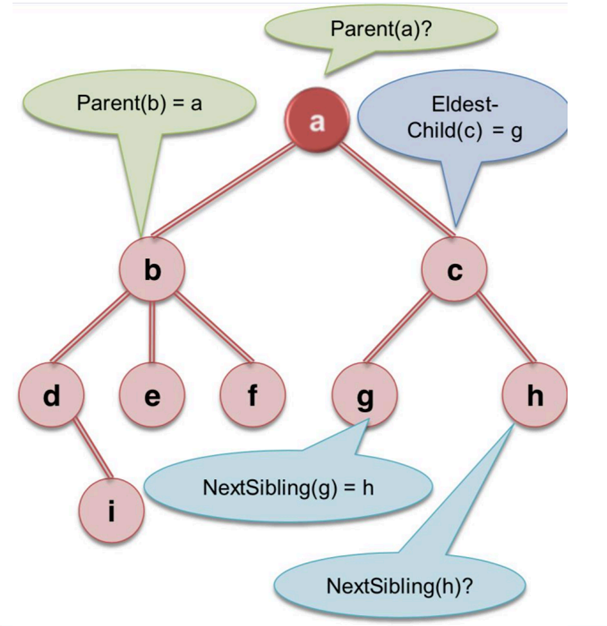 Parent(a)?
Parent(b) = a
a
Eldest-
Child(c) = g
b
c
d
e
f
g
h
i
NextSibling(g) = h
NextSibling(h)?